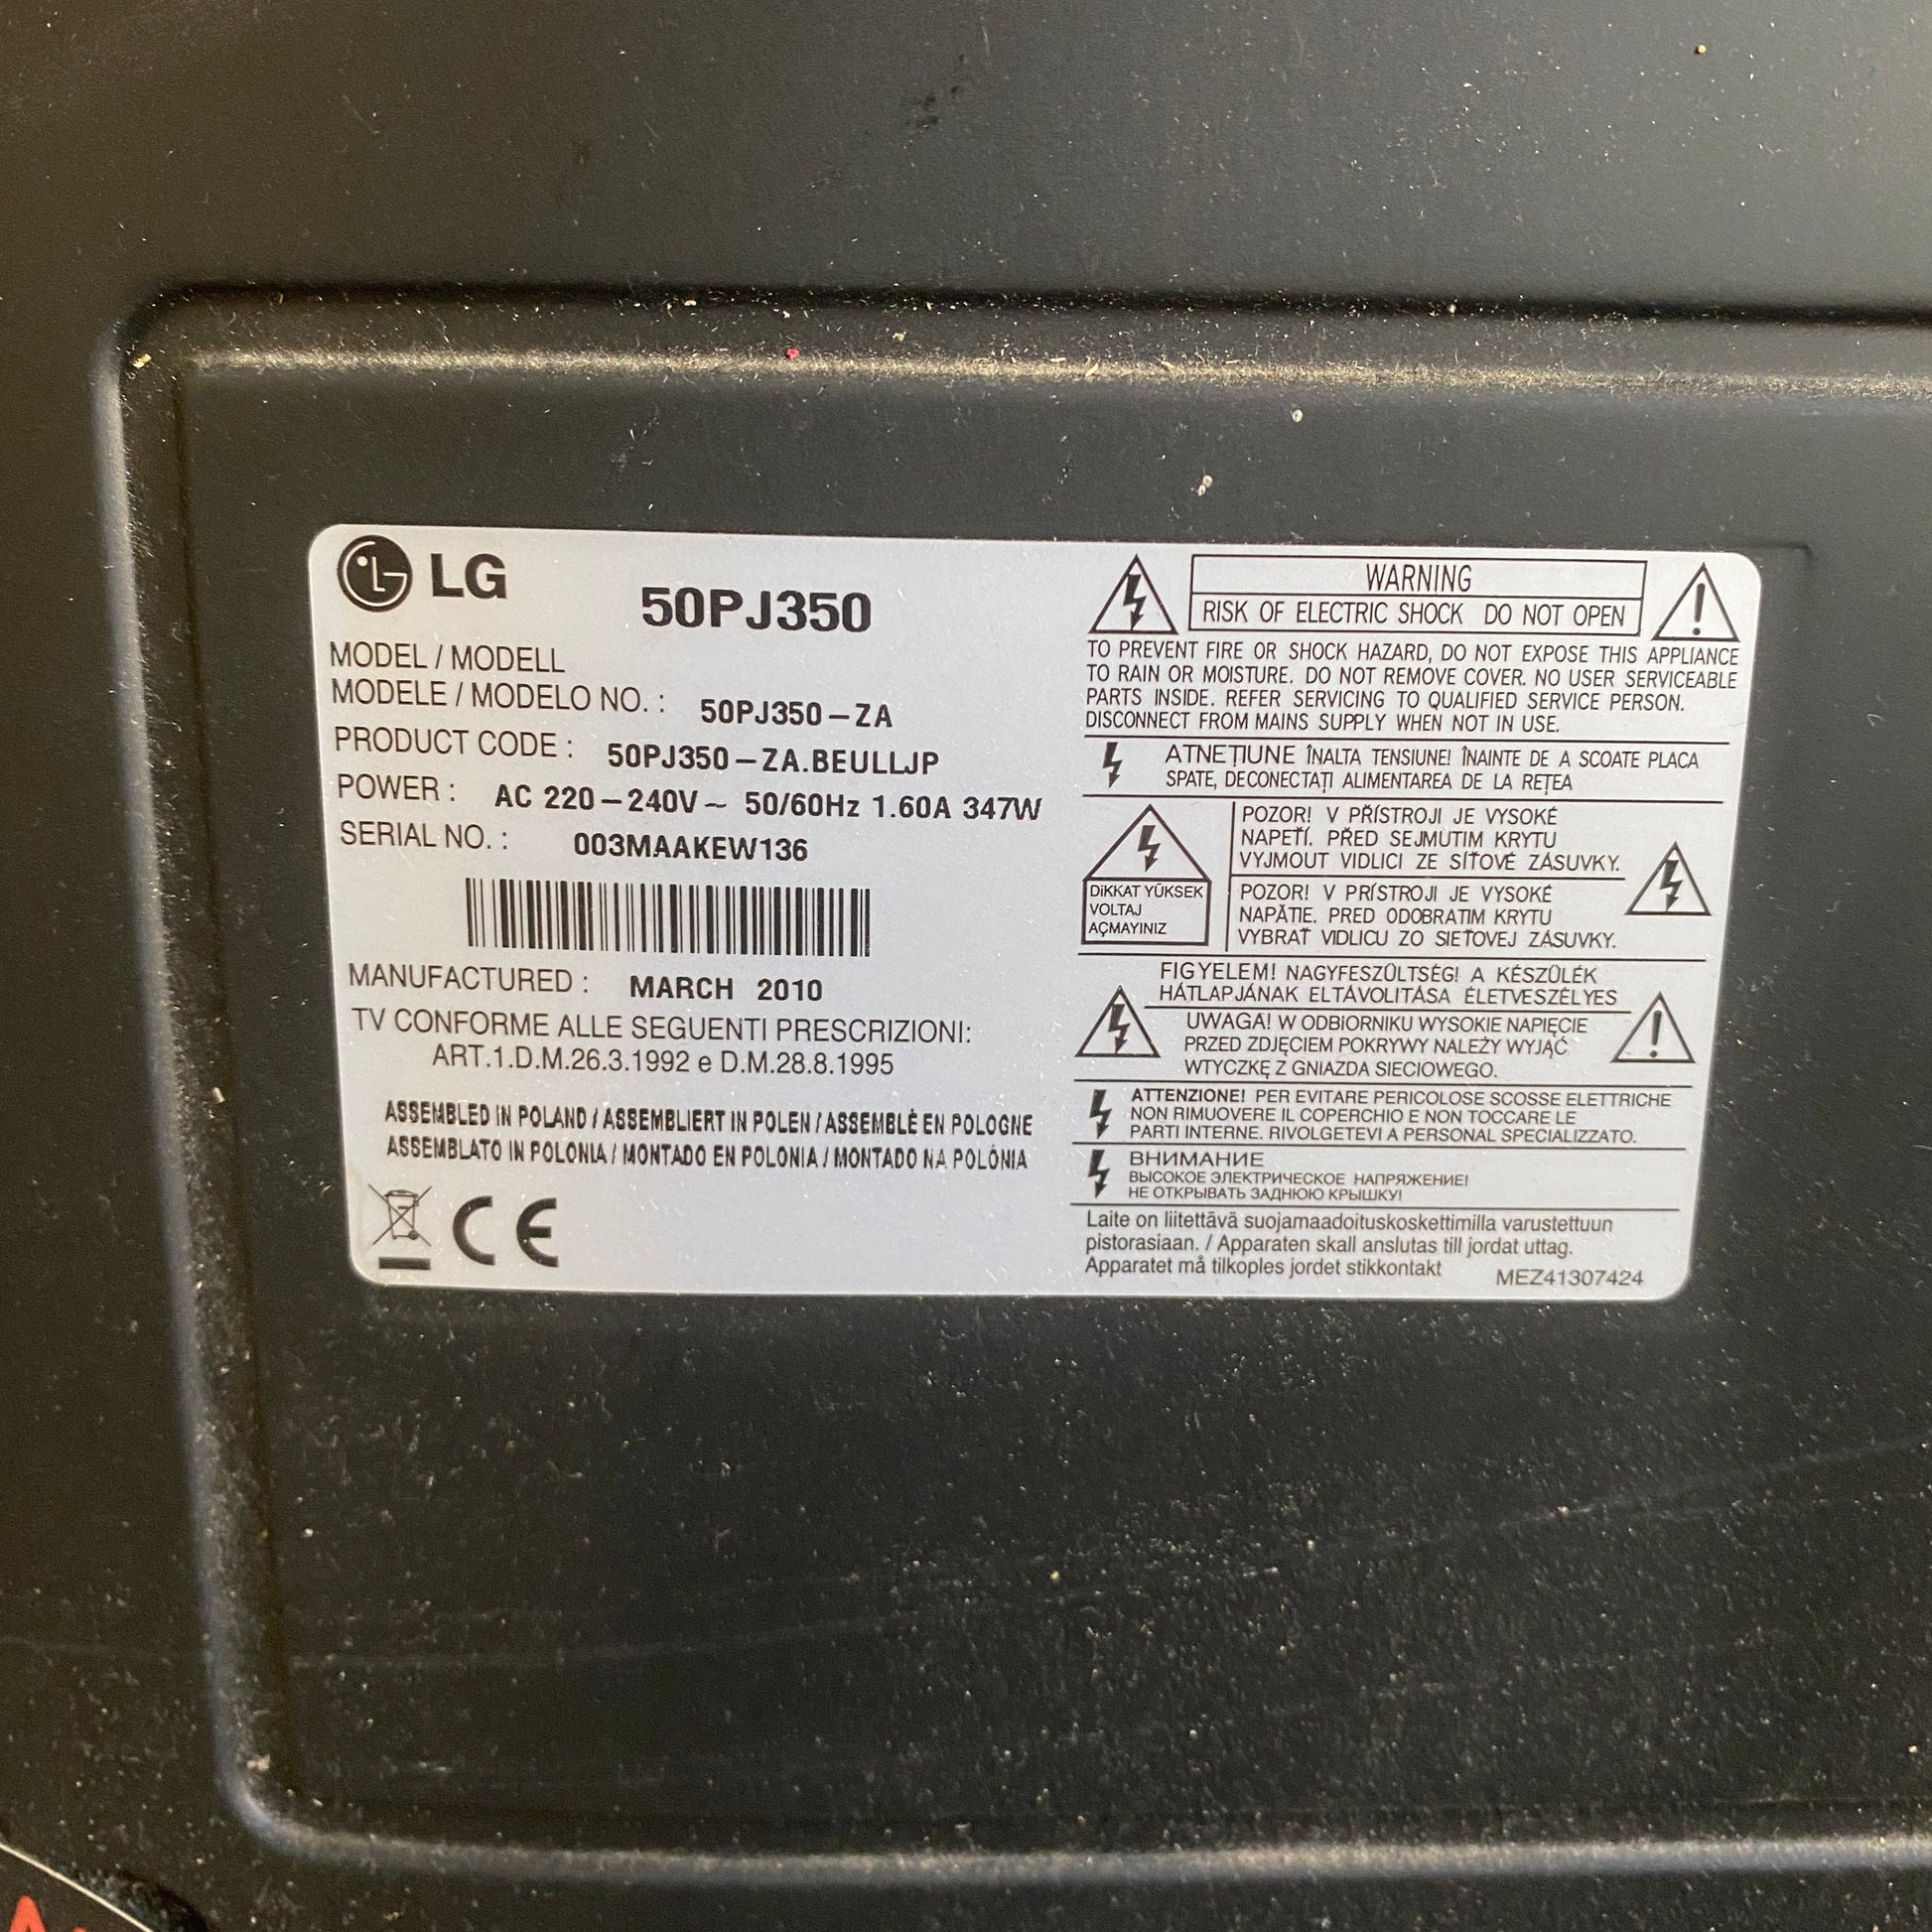 LG
50PJ350
MODEL / MODELL
MODELE / MODELO NO. : 50PJ350-ZA
PRODUCT CODE : 50PJ350-ZA.BEULLJP
POWER : AC 220-240V~ 50/60Hz 1.60A 347W
SERIAL NO. : 003MAAKEW136
MANUFACTURED : MARCH 2010
TV CONFORME ALLE SEGUENTI PRESCRIZIONI:
ART.1.D.M.26.3.1992 e D.M.28.8.1995
ASSEMBLED IN POLAND / ASSEMBLIERT IN POLEN / ASSEMBLÉ EN POLOGNE
ASSEMBLATO IN POLONIA / MONTADO EN POLONIA / MONTADO NA POLÓNIA
CE
WARNING
RISK OF ELECTRIC SHOCK DO NOT OPEN
TO PREVENT FIRE OR SHOCK HAZARD, DO NOT EXPOSE THIS APPLIANCE
TO RAIN OR MOISTURE. DO NOT REMOVE COVER. NO USER SERVICEABLE
PARTS INSIDE. REFER SERVICING TO QUALIFIED SERVICE PERSON.
DISCONNECT FROM MAINS SUPPLY WHEN NOT IN USE.
ATNEȚIUNE ÎNALTA TENSIUNE! ÎNAINTE DE A SCOATE PLACA
SPATE, DECONECTAȚI ALIMENTAREA DE LA REȚEA
DİKKAT YÜKSEK
VOLTAJ
AÇMAYINIZ
POZOR! V PŘÍSTROJI JE VYSOKÉ
NAPEŤÍ. PŘED SEJMUTIM KRYTU
VYJMOUT VIDLICI ZE SÍŤOVÉ ZÁSUVKY.
POZOR! V PRÍSTROJI JE VYSOKÉ
NAPÄTIE. PRED ODOBRATIM KRYTU
VYBRAŤ VIDLICU ZO SIEŤOVEJ ZÁSUVKY.
FIGYELEM! NAGYFESZÜLTSÉG! A KÉSZÜLÉK
HÁTLAPJÁNAK ELTÁVOLITÁSA ÉLETVESZÉLYES
UWAGA! W ODBIORNIKU WYSOKIE NAPIĘCIE
PRZED ZDJĘCIEM POKRYWY NALEŻY WYJĄĆ
WTYCZKĘ Z GNIAZDA SIECIOWEGO.
ATTENZIONE! PER EVITARE PERICOLOSE SCOSSE ELETTRICHE
NON RIMUOVERE IL COPERCHIO E NON TOCCARE LE
PARTI INTERNE. RIVOLGETEVI A PERSONAL SPECIALIZZATO.
ВНИМАНИЕ
ВЫСОКОЕ ЭЛЕКТРИЧЕСКОЕ НАПРЯЖЕНИЕ!
НЕ ОТКРЫВАТЬ ЗАДНЮЮ КРЫШКУ!
Laite on liitettävä suojamaadoituskoskettimilla varustettuun
pistorasiaan. / Apparaten skall anslutas till jordat uttag.
Apparatet må tilkoples jordet stikkontakt
MEZ41307424